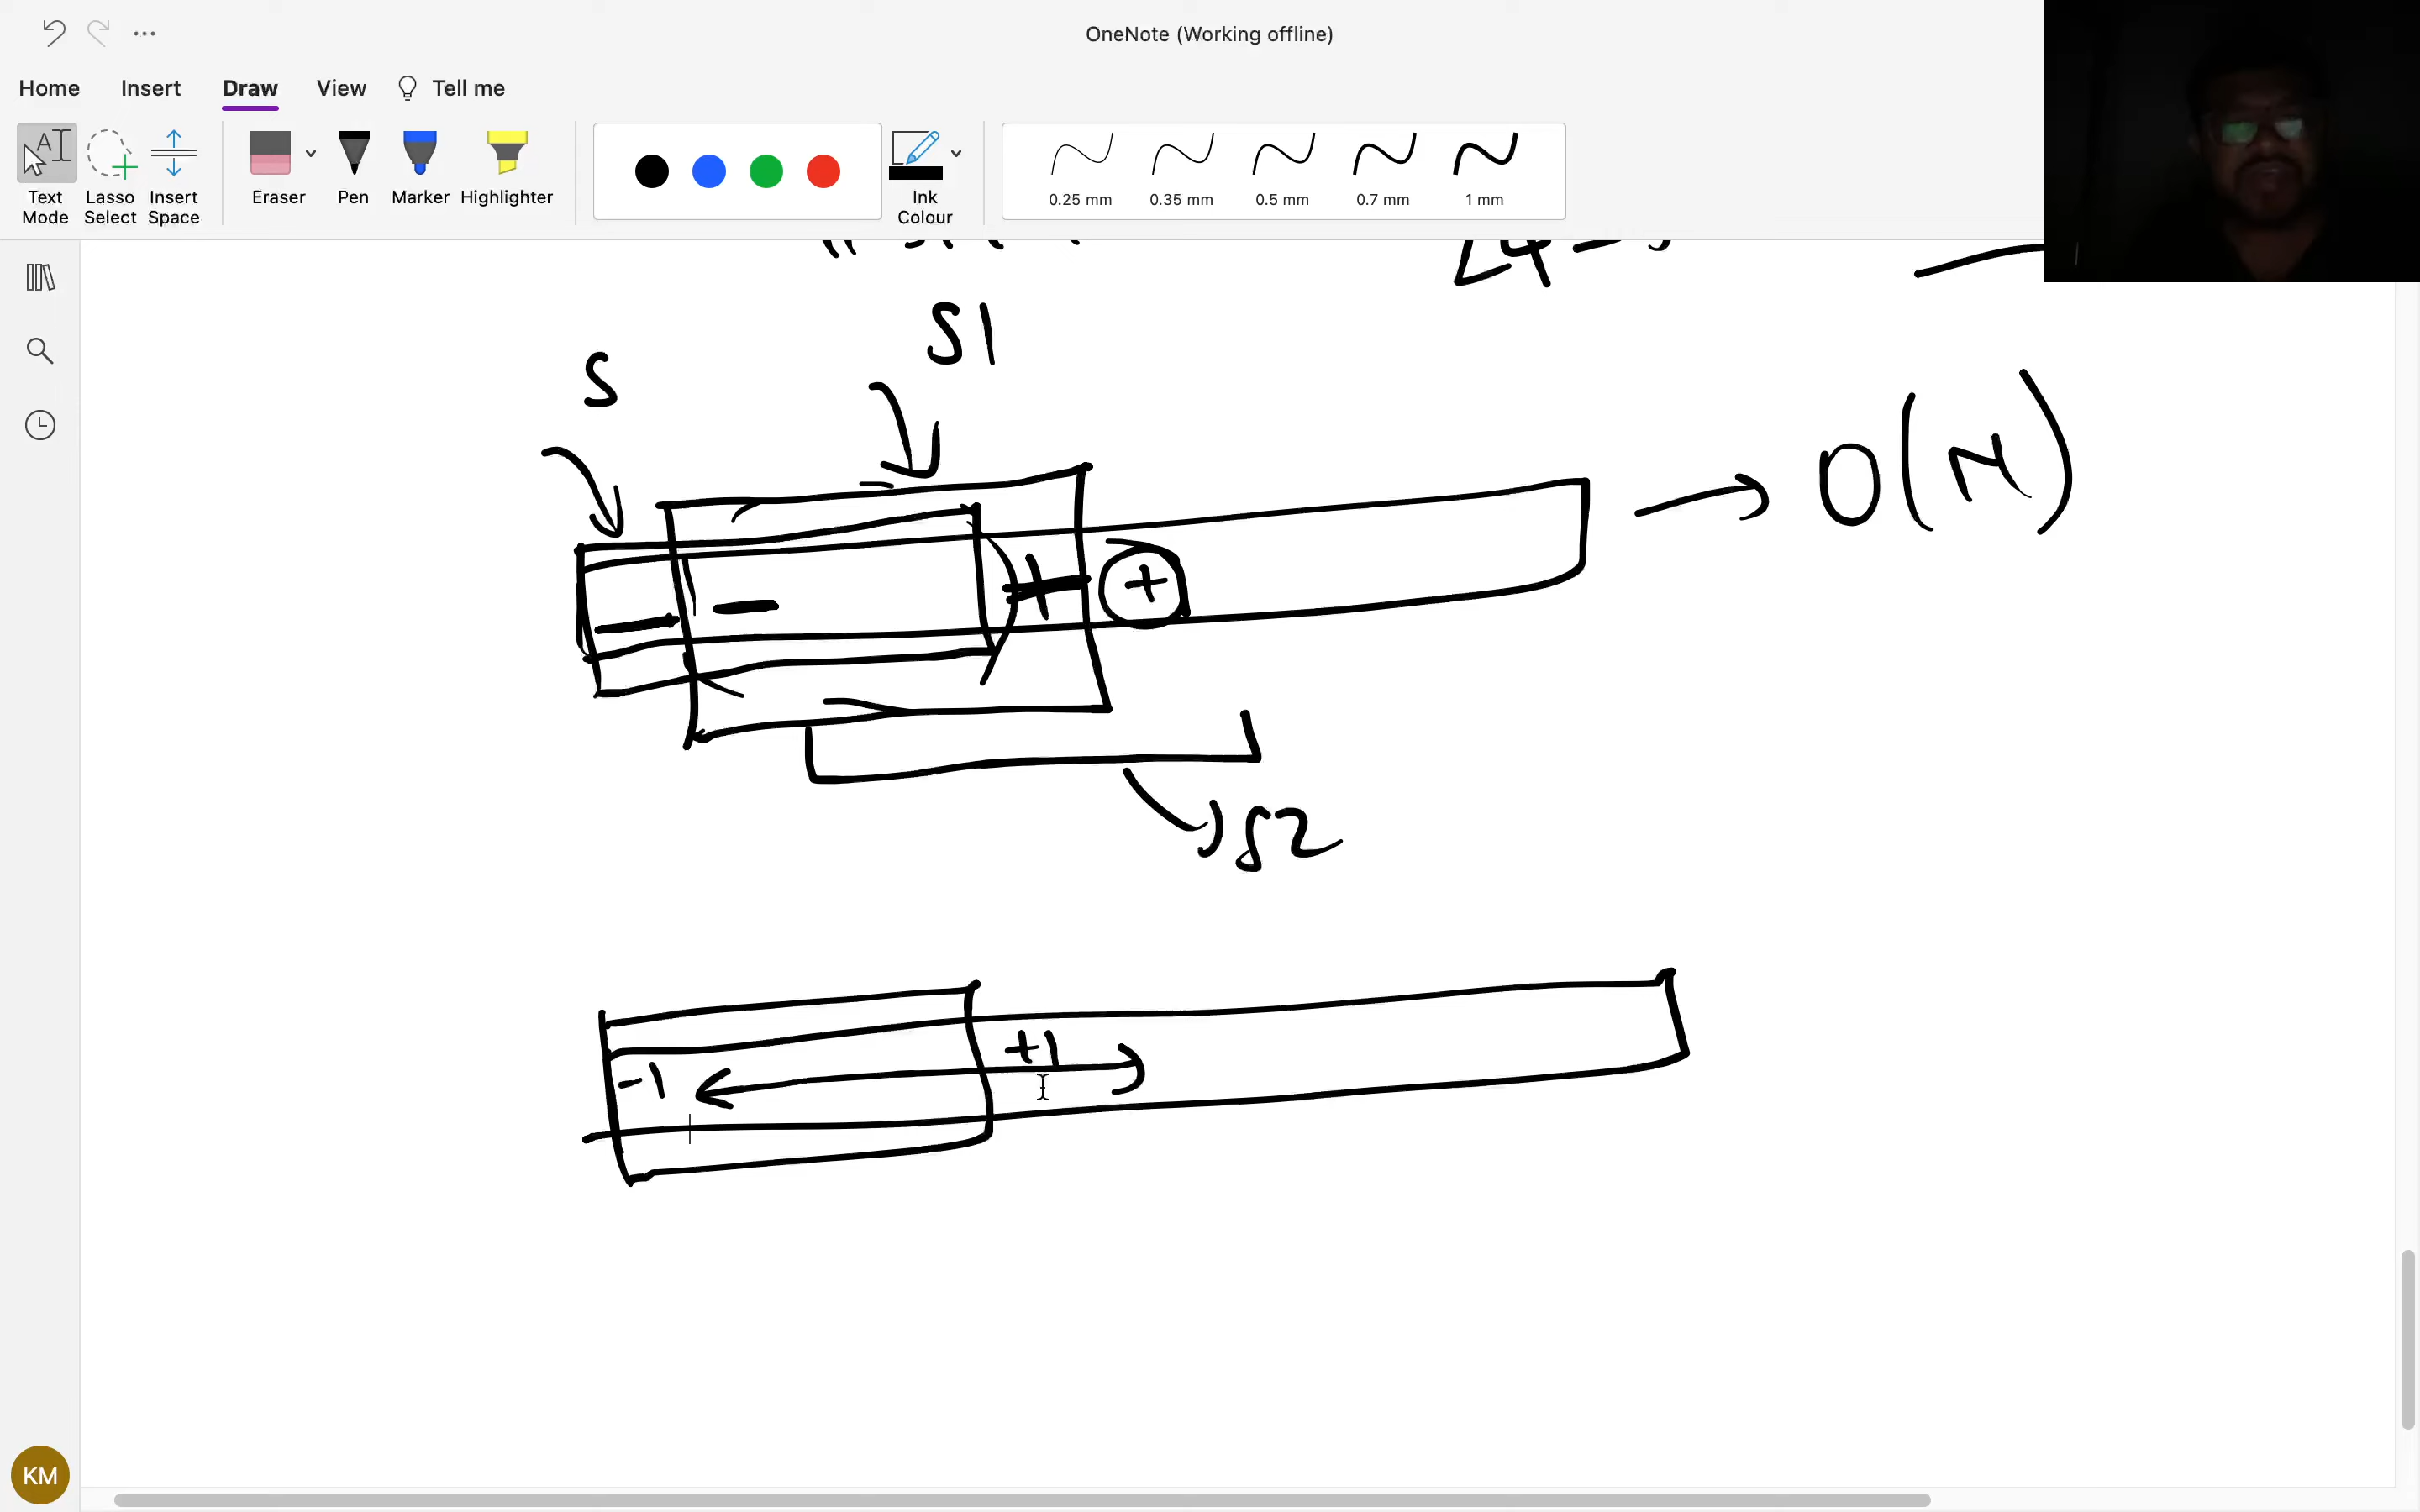 OneNote (Working offline)
Home Insert Draw View Tell me
Text Mode
Lasso Select
Insert Space
Eraser
Pen
Marker
Highlighter
Ink Colour
0.25 mm 0.35 mm 0.5 mm 0.7 mm 1 mm
S1
S
O(N)
- - + +
S2
-1 +1
KM